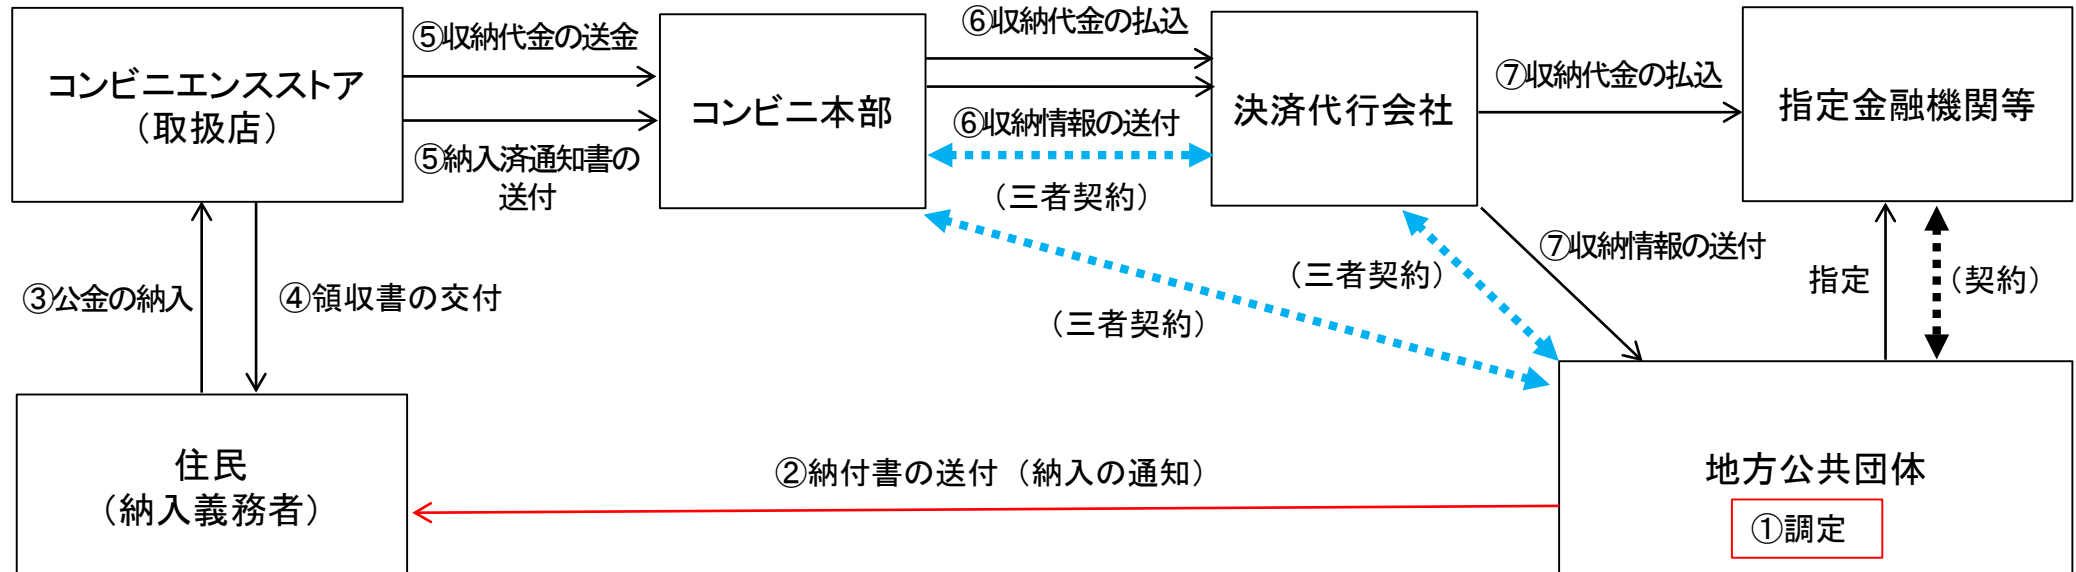 コンビニエンスストア
（取扱店）
⑤収納代金の送金
⑤納入済通知書の
送付
コンビニ本部
⑥収納代金の払込
⑥収納情報の送付
（三者契約）
決済代行会社
⑦収納代金の払込
指定金融機関等
③公金の納入
④領収書の交付
（三者契約）
（三者契約）
⑦収納情報の送付
指定
（契約）
住民
（納入義務者）
②納付書の送付（納入の通知）
地方公共団体
①調定